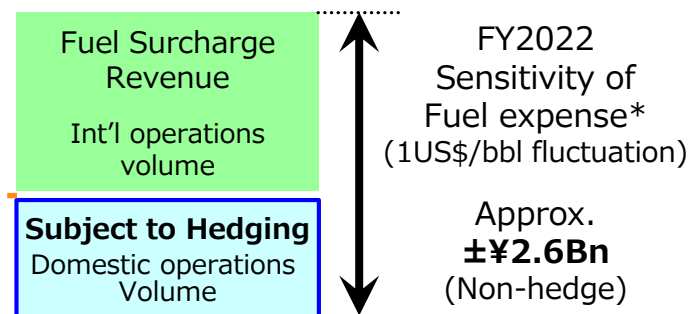 Fuel Surcharge
Revenue
Int'l operations
volume
Subject to Hedging
Domestic operations
Volume
FY2022
Sensitivity of
Fuel expense*
(1US$/bbl fluctuation)
Approx.
±¥2.6Bn
(Non-hedge)